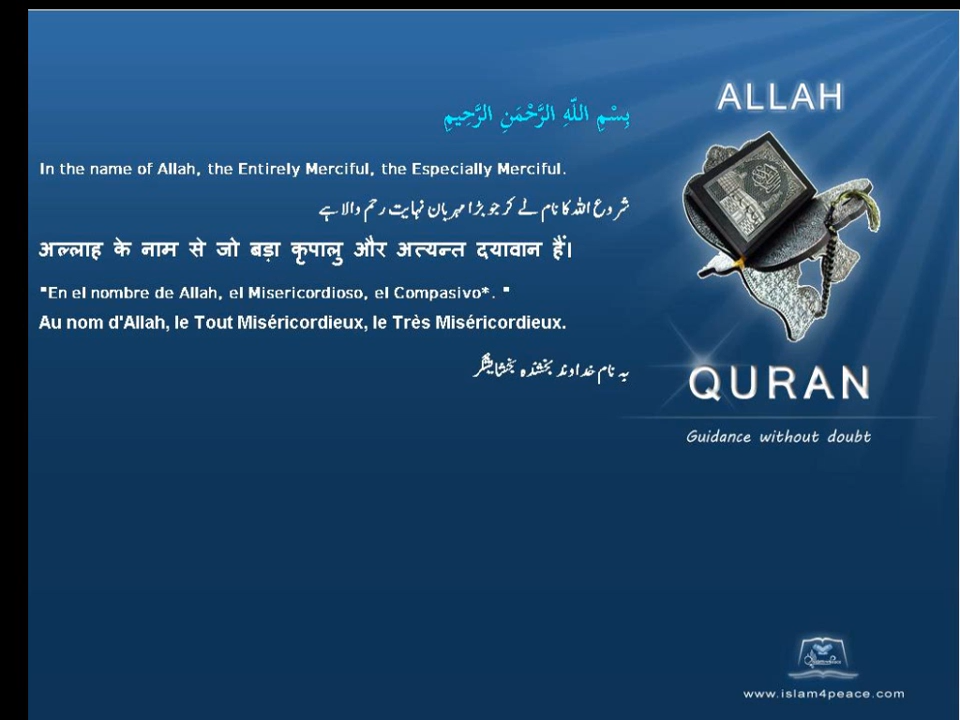 بِسْمِ اللّهِ الرَّحْمَنِ الرَّحِيمِ
In the name of Allah, the Entirely Merciful, the Especially Merciful.
شروع الله کا نام لے کر جو بڑا مہربان نہایت رحم والا ہے
अल्लाह के नाम से जो बड़ा कृपालु और अत्यन्त दयावान हैं।
"En el nombre de Allah, el Misericordioso, el Compasivo*. "
Au nom d'Allah, le Tout Miséricordieux, le Très Miséricordieux.
به نام خداوند بخشنده بخشایشگر
ALLAH
QURAN
Guidance without doubt
www.islam4peace.com